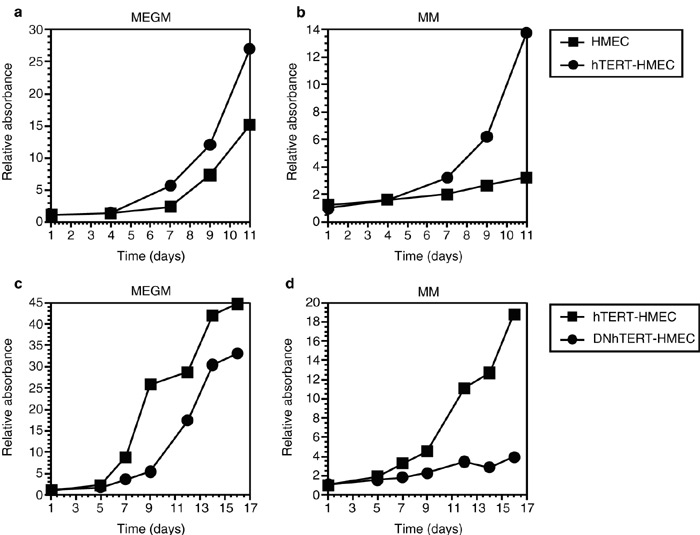 a
MEGM
30
25
20
15
10
5
0
1 2 3 4 5 6 7 8 9 10 11
Relative absorbance
Time (days)
b
MM
14
12
10
8
6
4
2
0
1 2 3 4 5 6 7 8 9 10 11
Relative absorbance
Time (days)
HMEC
hTERT-HMEC
c
MEGM
45
40
35
30
25
20
15
10
5
0
1 3 5 7 9 11 13 15 17
Relative absorbance
Time (days)
d
MM
20
18
16
14
12
10
8
6
4
2
0
1 3 5 7 9 11 13 15 17
Relative absorbance
Time (days)
hTERT-HMEC
DNhTERT-HMEC